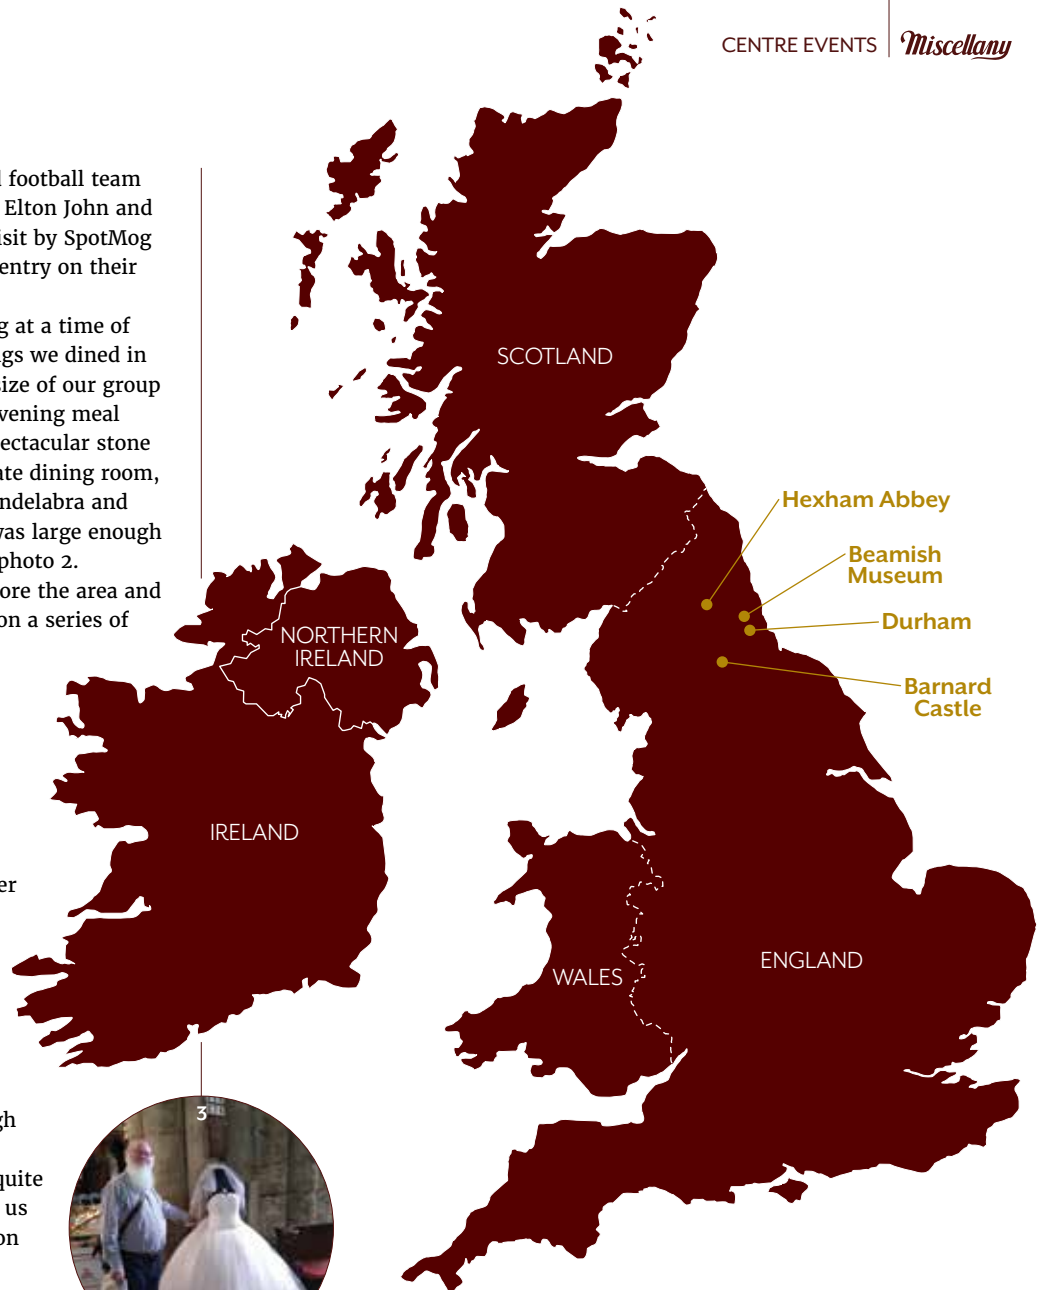 CENTRE EVENTS Miscellany
football team
Elton John and
isit by SpotMog
entry on their
g at a time of
gs we dined in
size of our group
vening meal
ectacular stone
ate dining room,
ndelabra and
was large enough
photo 2.
ore the area and
on a series of
er
gh
quite
us
on
3
SCOTLAND
Hexham Abbey
Beamish
Museum
Durham
Barnard
Castle
NORTHERN
IRELAND
IRELAND
WALES
ENGLAND